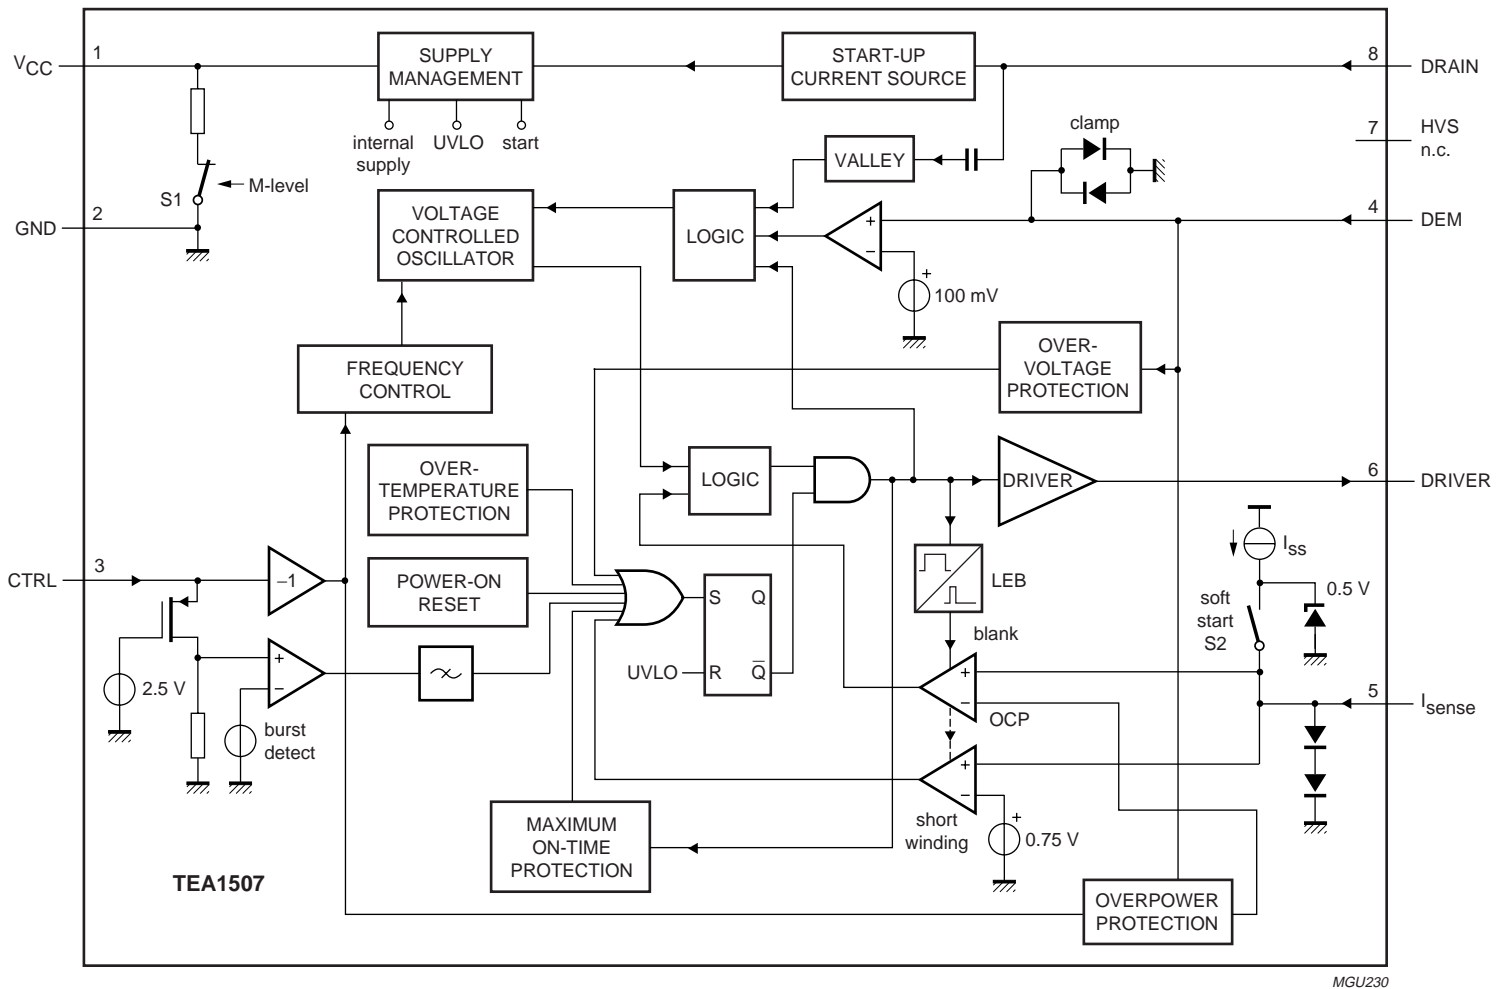 1
V CC
SUPPLY
MANAGEMENT
START-UP
CURRENT SOURCE
8
DRAIN
internal
supply
UVLO
start
clamp
7
HVS
n.c.
VALLEY
S1
M-level
2
GND
VOLTAGE
CONTROLLED
OSCILLATOR
LOGIC
+
−
4
DEM
+
100 mV
FREQUENCY
CONTROL
OVER-
VOLTAGE
PROTECTION
OVER-
TEMPERATURE
PROTECTION
LOGIC
DRIVER
6
DRIVER
3
CTRL
−1
POWER-ON
RESET
S
Q
UVLO
R
Q̅
LEB
blank
I ss
0.5 V
soft
start
S2
2.5 V
+
−
burst
detect
+
−
OCP
5
I sense
+
−
short
winding
+
0.75 V
MAXIMUM
ON-TIME
PROTECTION
OVERPOWER
PROTECTION
TEA1507
MGU230